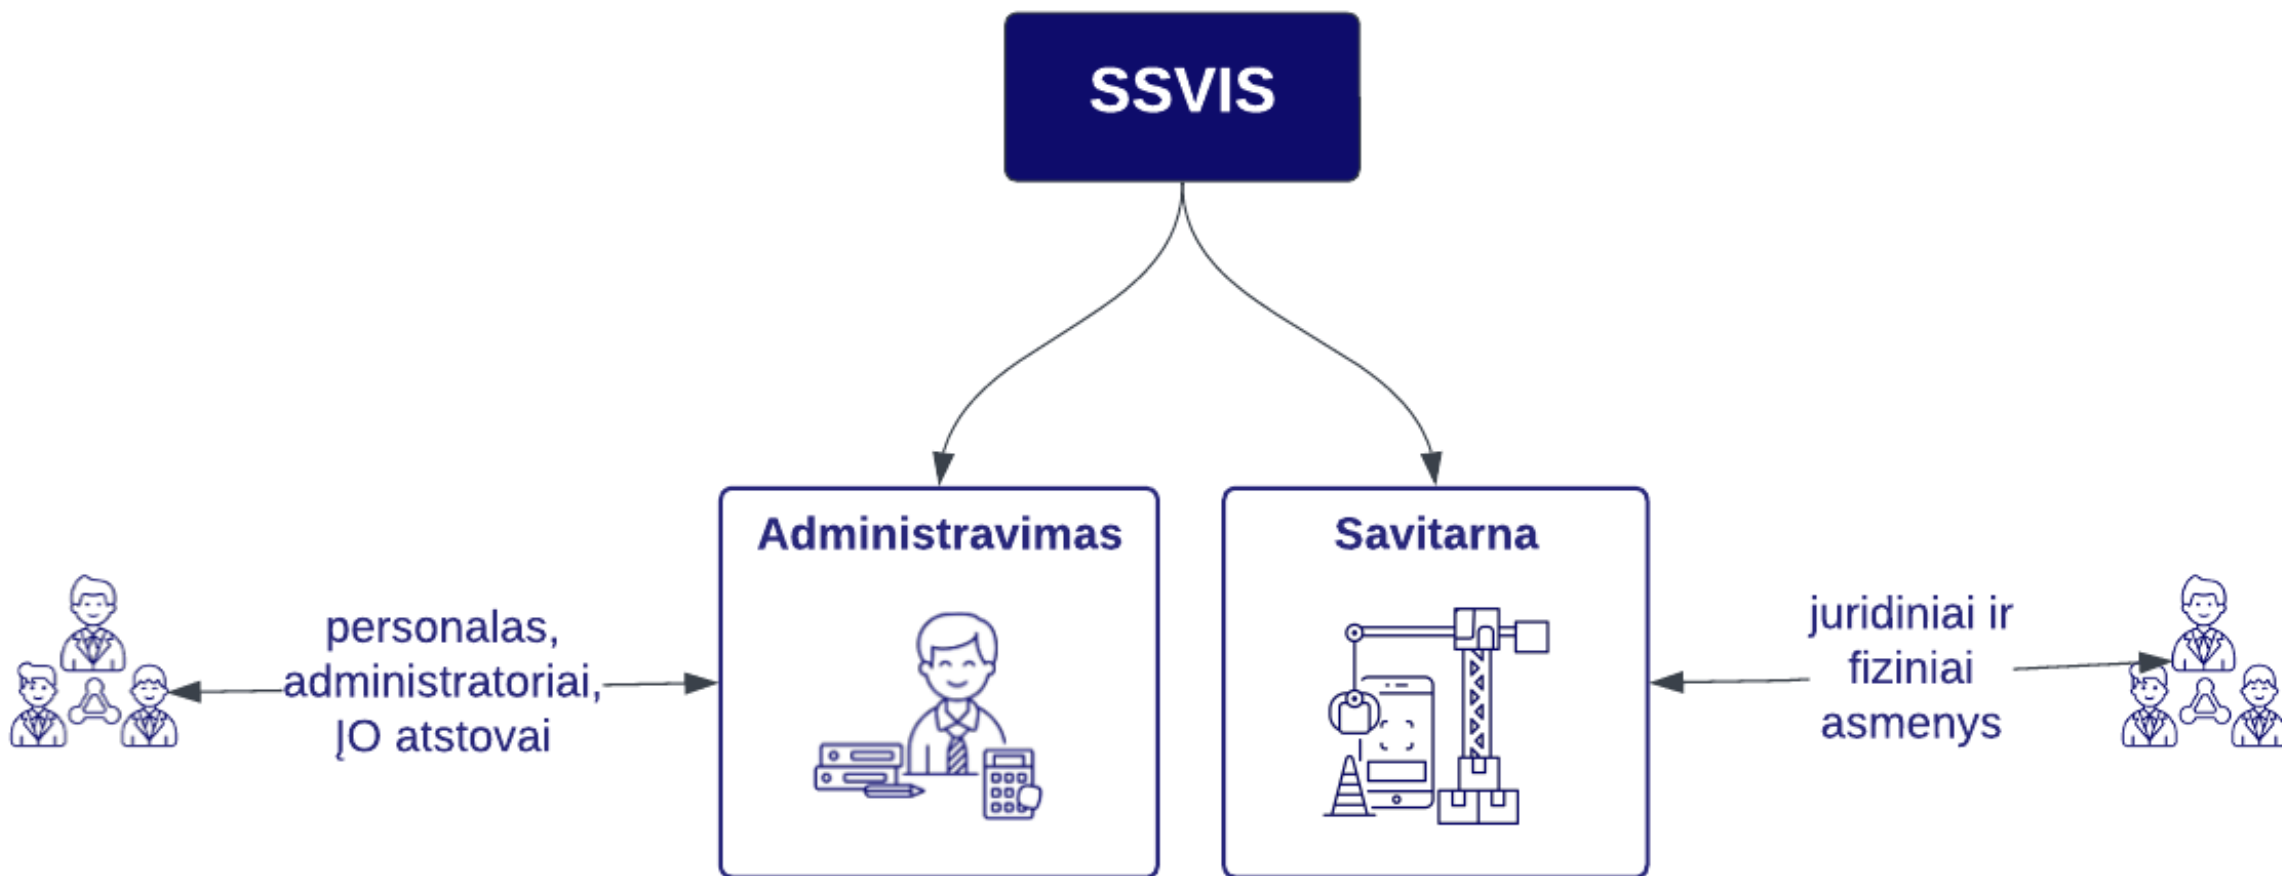 SSVIS
Administravimas
Savitarna
personalas,
administratoriai,
ĮO atstovai
juridiniai ir
fiziniai
asmenys